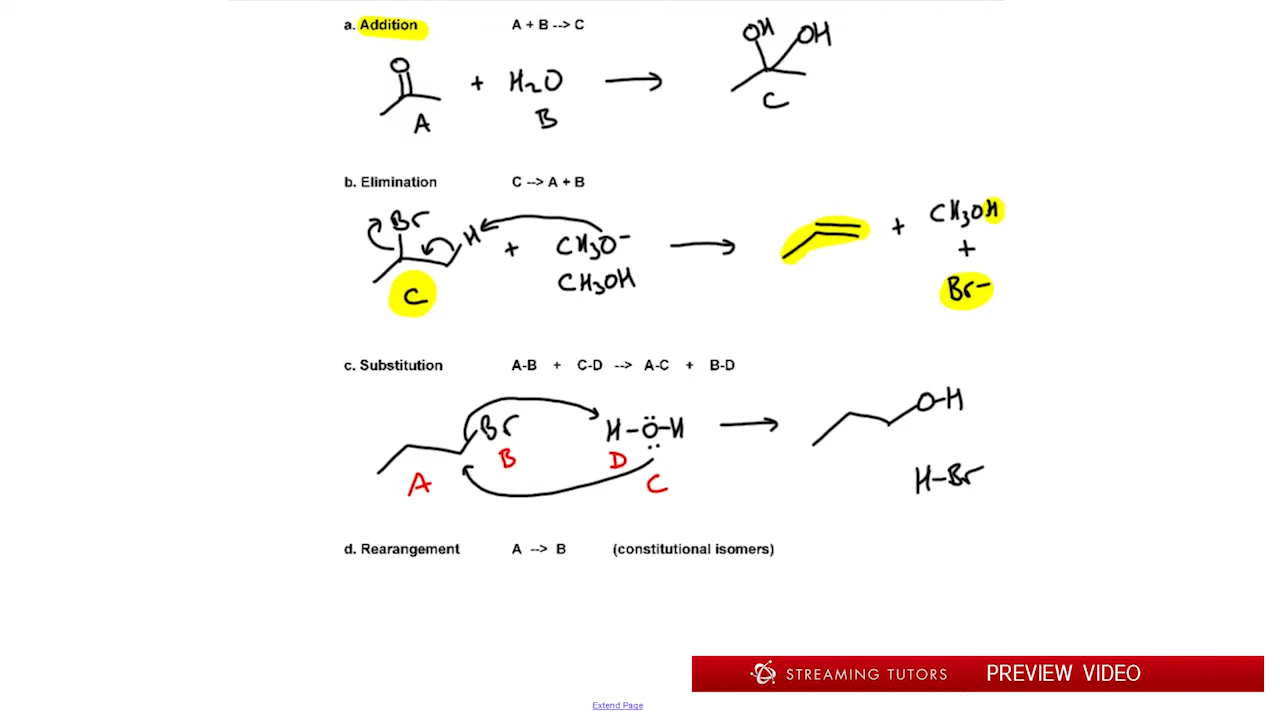 a. Addition A + B --> C
O + H₂O → OH OH
A B C
b. Elimination C --> A + B
Br H + CH₃O⁻ → + CH₃OH
CH₃OH +
C Br⁻
c. Substitution A-B + C-D --> A-C + B-D
Br H-O-H → O-H
A B D C H-Br
d. Rearangement A --> B (constitutional isomers)
STREAMING TUTORS PREVIEW VIDEO
Extend Page